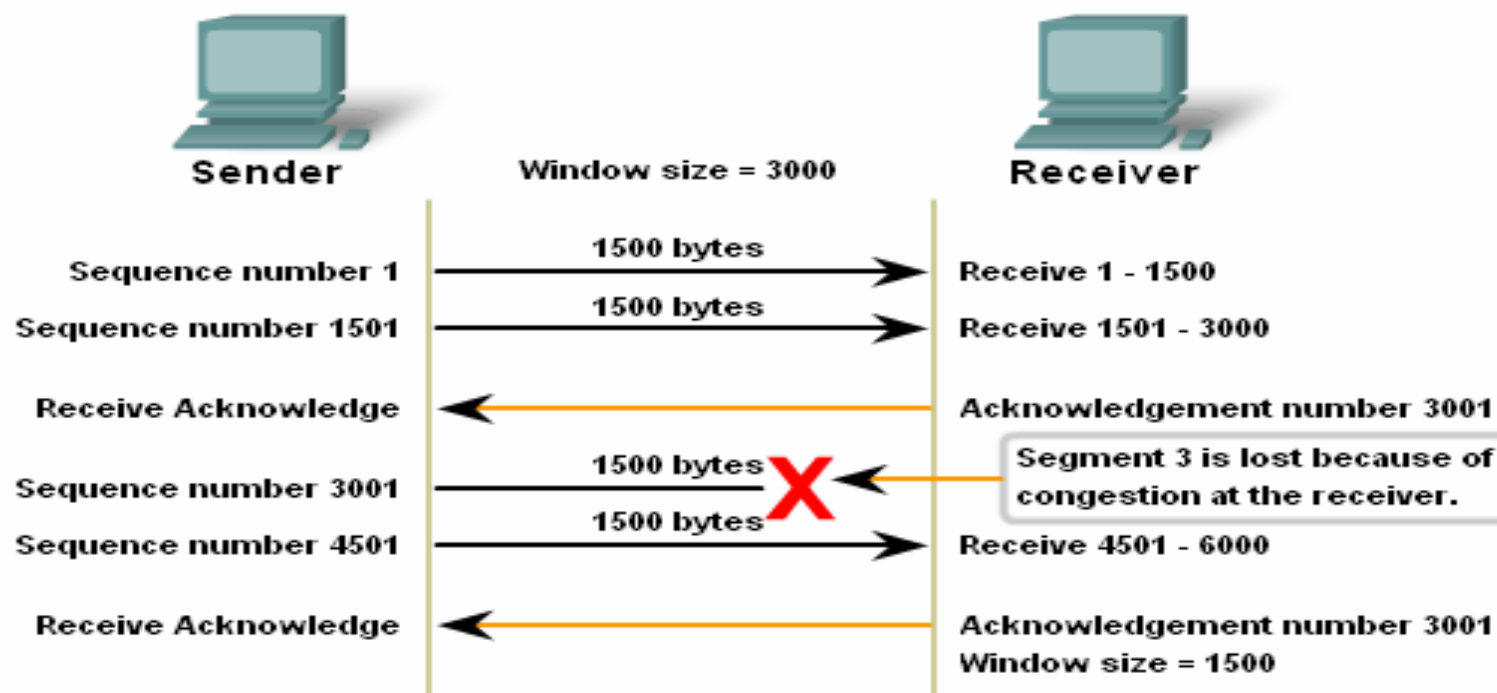 Sender
Window size = 3000
Receiver
1500 bytes
Sequence number 1
Receive 1 - 1500
1500 bytes
Sequence number 1501
Receive 1501 - 3000
Receive Acknowledge
Acknowledgement number 3001
1500 bytes
Segment 3 is lost because of
congestion at the receiver.
Sequence number 3001
X
1500 bytes
Sequence number 4501
Receive 4501 - 6000
Receive Acknowledge
Acknowledgement number 3001
Window size = 1500